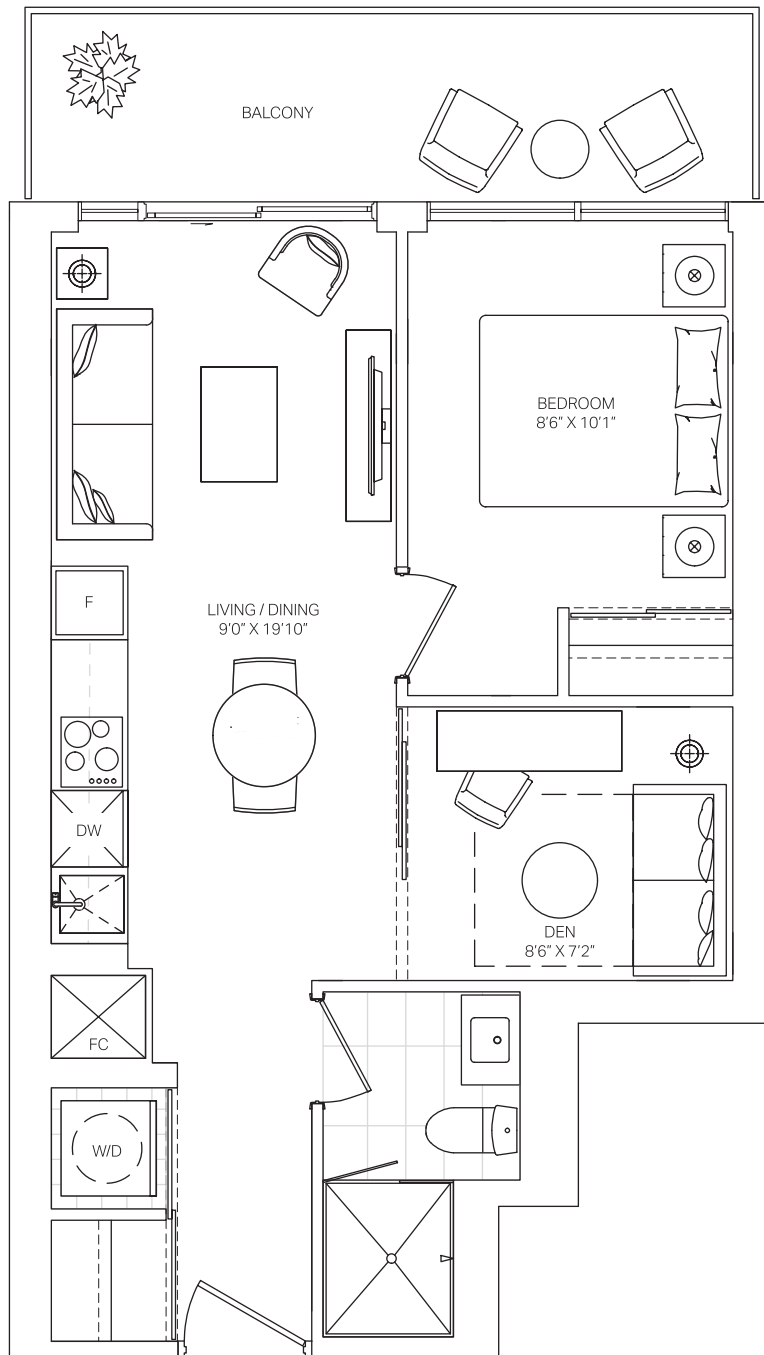 BALCONY
BEDROOM
8'6" X 10'1"
F
LIVING / DINING
9'0" X 19'10"
DW
DEN
8'6" X 7'2"
FC
W/D